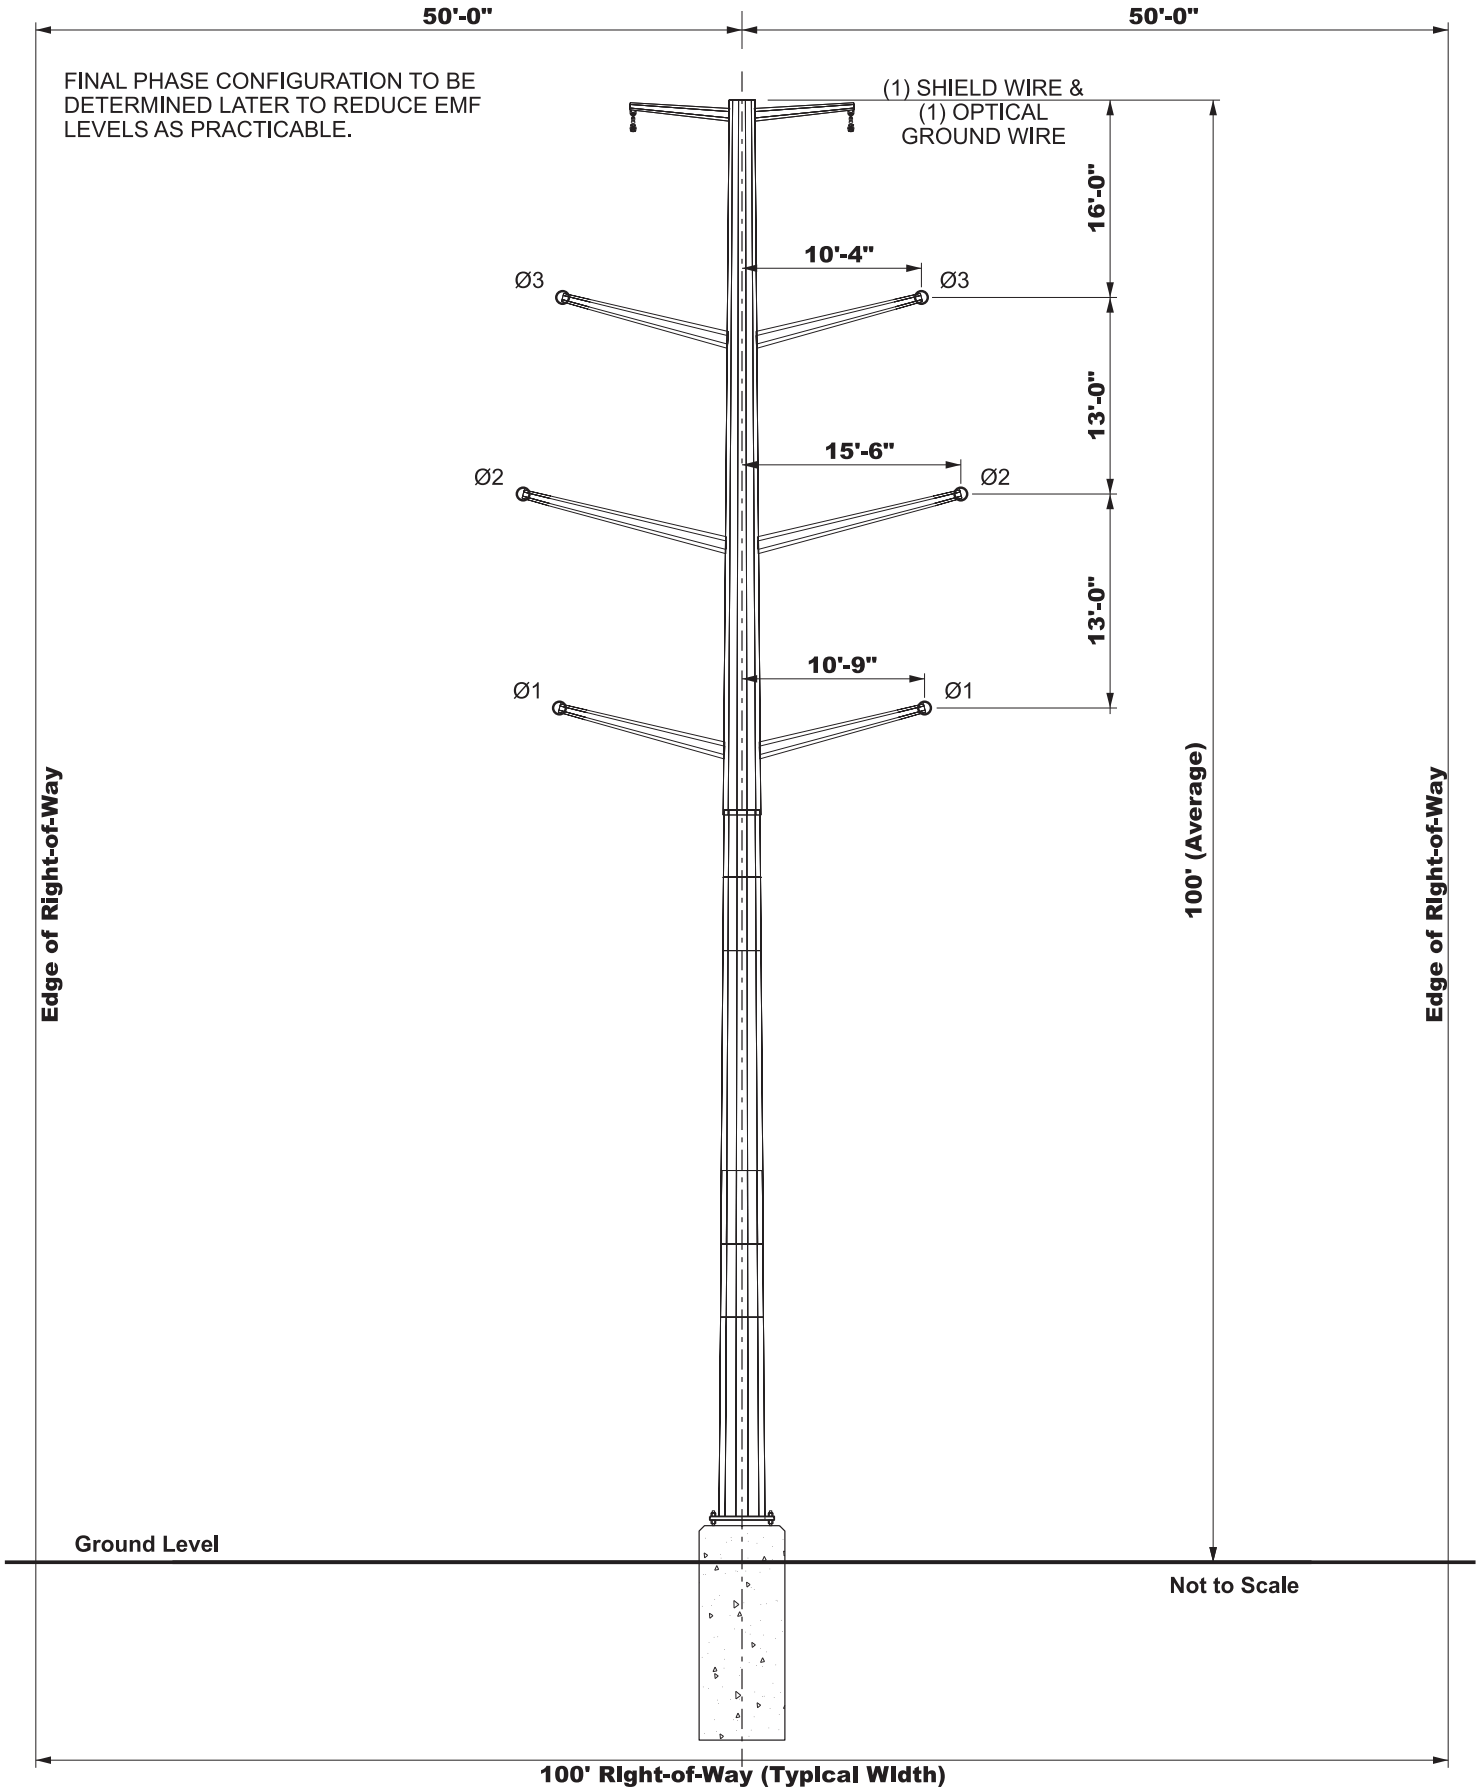 50'-0"
50'-0"
FINAL PHASE CONFIGURATION TO BE
DETERMINED LATER TO REDUCE EMF
LEVELS AS PRACTICABLE.
(1) SHIELD WIRE &
(1) OPTICAL
GROUND WIRE
16'-0"
10'-4"
Ø3
Ø3
13'-0"
15'-6"
Ø2
Ø2
13'-0"
10'-9"
Ø1
Ø1
100' (Average)
Edge of Right-of-Way
Edge of Right-of-Way
Ground Level
Not to Scale
100' Right-of-Way (Typical Width)